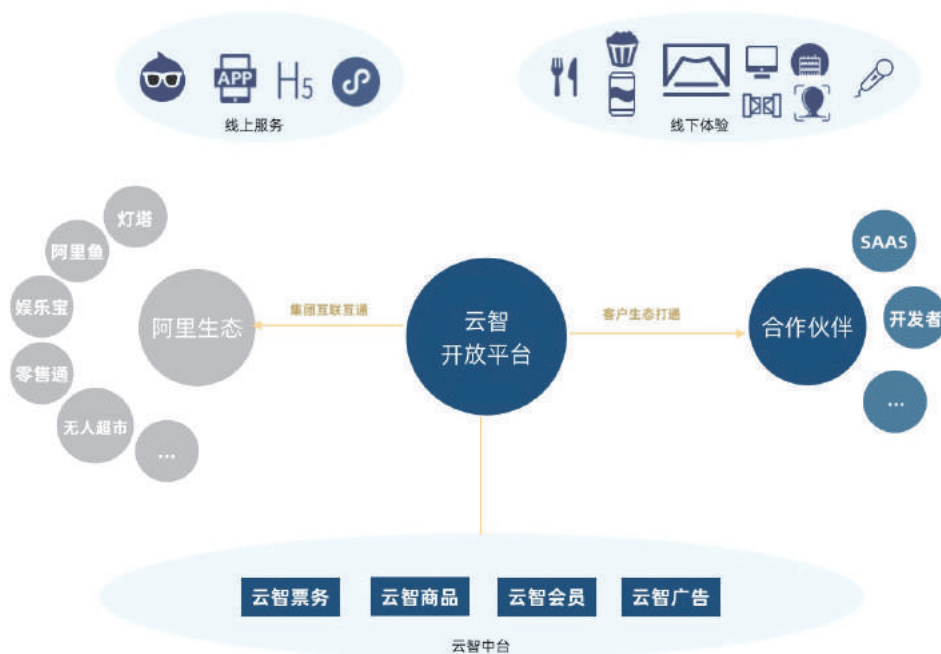 APP
H5
线上服务
线下体验
灯塔
阿里鱼
娱乐宝
零售通
无人超市
...
阿里生态
集团互联互通
云智
开放平台
客户生态打通
合作伙伴
SAAS
开发者
...
云智票务
云智商品
云智会员
云智广告
云智中台